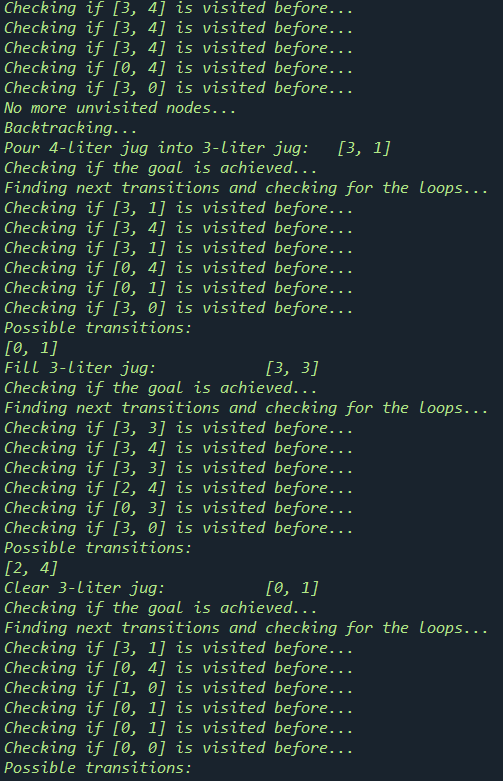 Checking if [3, 4] is visited before...
Checking if [3, 4] is visited before...
Checking if [3, 4] is visited before...
Checking if [0, 4] is visited before...
Checking if [3, 0] is visited before...
No more unvisited nodes...
Backtracking...
Pour 4-liter jug into 3-liter jug:   [3, 1]
Checking if the goal is achieved...
Finding next transitions and checking for the loops...
Checking if [3, 1] is visited before...
Checking if [3, 4] is visited before...
Checking if [3, 1] is visited before...
Checking if [0, 4] is visited before...
Checking if [0, 1] is visited before...
Checking if [3, 0] is visited before...
Possible transitions:
[0, 1]
Fill 3-liter jug:            [3, 3]
Checking if the goal is achieved...
Finding next transitions and checking for the loops...
Checking if [3, 3] is visited before...
Checking if [3, 4] is visited before...
Checking if [3, 3] is visited before...
Checking if [2, 4] is visited before...
Checking if [0, 3] is visited before...
Checking if [3, 0] is visited before...
Possible transitions:
[2, 4]
Clear 3-liter jug:           [0, 1]
Checking if the goal is achieved...
Finding next transitions and checking for the loops...
Checking if [3, 1] is visited before...
Checking if [0, 4] is visited before...
Checking if [1, 0] is visited before...
Checking if [0, 1] is visited before...
Checking if [0, 1] is visited before...
Checking if [0, 0] is visited before...
Possible transitions: